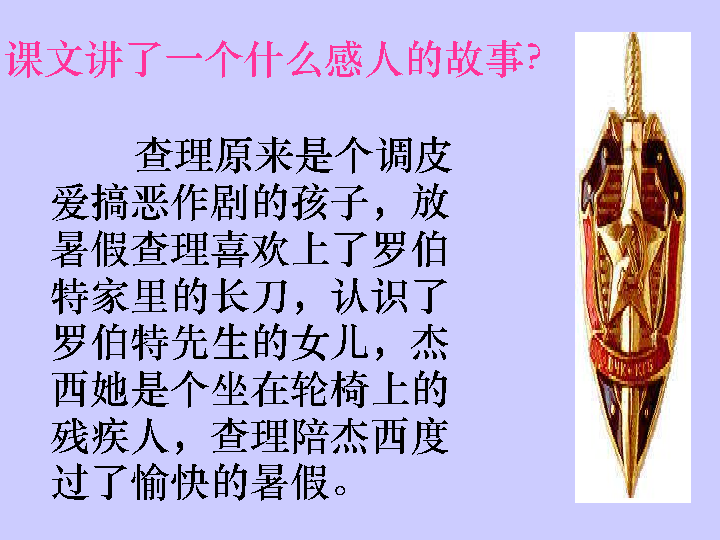 课文讲了一个什么感人的故事?
查理原来是个调皮
爱搞恶作剧的孩子，放
暑假查理喜欢上了罗伯
特家里的长刀，认识了
罗伯特先生的女儿，杰
西她是个坐在轮椅上的
残疾人，查理陪杰西度
过了愉快的暑假。